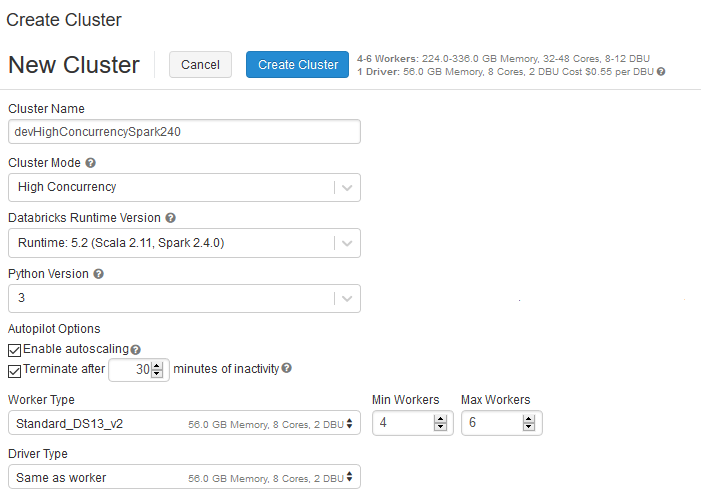 Create Cluster
New Cluster
Cancel
Create Cluster
4-6 Workers: 224.0-336.0 GB Memory, 32-48 Cores, 8-12 DBU
1 Driver: 56.0 GB Memory, 8 Cores, 2 DBU Cost $0.55 per DBU ?
Cluster Name
devHighConcurrencySpark240
Cluster Mode ?
High Concurrency
Databricks Runtime Version ?
Runtime: 5.2 (Scala 2.11, Spark 2.4.0)
Python Version ?
3
Autopilot Options
Enable autoscaling ?
Terminate after 30 minutes of inactivity ?
Worker Type Min Workers Max Workers
Standard_DS13_v2 56.0 GB Memory, 8 Cores, 2 DBU 4 6
Driver Type
Same as worker 56.0 GB Memory, 8 Cores, 2 DBU